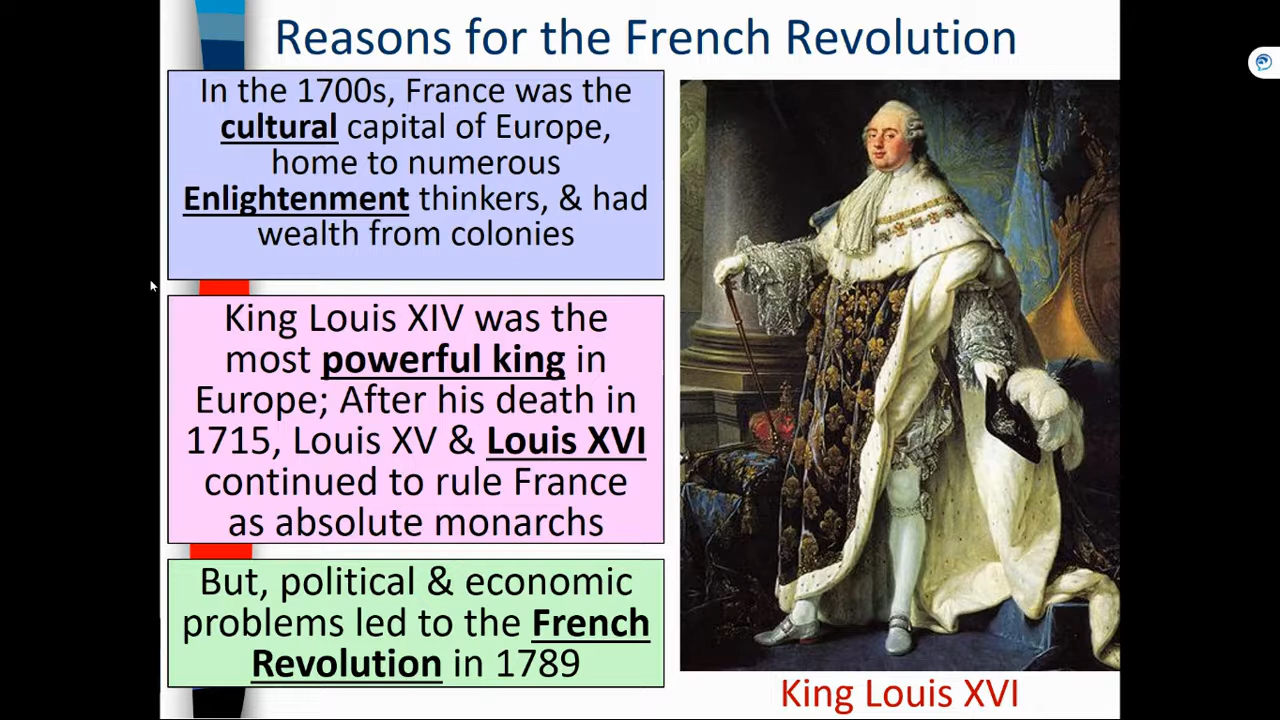 Reasons for the French Revolution
In the 1700s, France was the
cultural capital of Europe,
home to numerous
Enlightenment thinkers, & had
wealth from colonies
King Louis XIV was the
most powerful king in
Europe; After his death in
1715, Louis XV & Louis XVI
continued to rule France
as absolute monarchs
But, political & economic
problems led to the French
Revolution in 1789
King Louis XVI